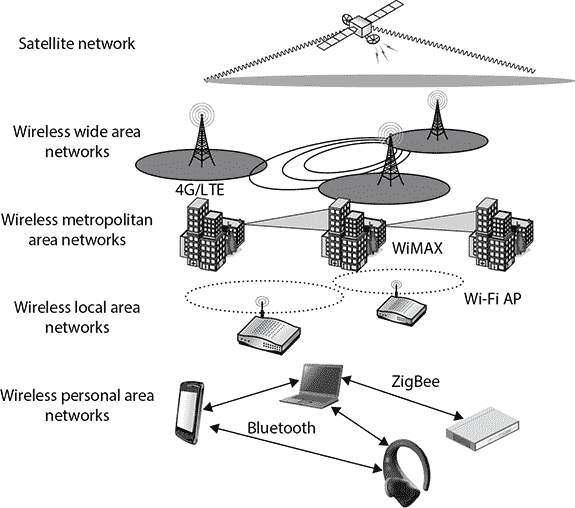 Satellite network
Wireless wide area
networks
4G/LTE
Wireless metropolitan
area networks
WiMAX
Wi-Fi AP
Wireless local area
networks
Wireless personal area
networks
ZigBee
Bluetooth